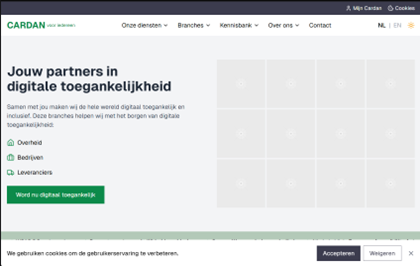 Mijn Cardan Cookies
CARDAN voor iedereen Onze diensten Branches Kennisbank Over ons Contact NL | EN
Jouw partners in
digitale toegankelijkheid
Samen met jou maken wij de hele wereld digitaal toegankelijk en
inclusief. Deze branches helpen wij met het borgen van digitale
toegankelijkheid:
Overheid
Bedrijven
Leveranciers
Word nu digitaal toegankelijk
We gebruiken cookies om de gebruikerservaring te verbeteren. Accepteren Weigeren